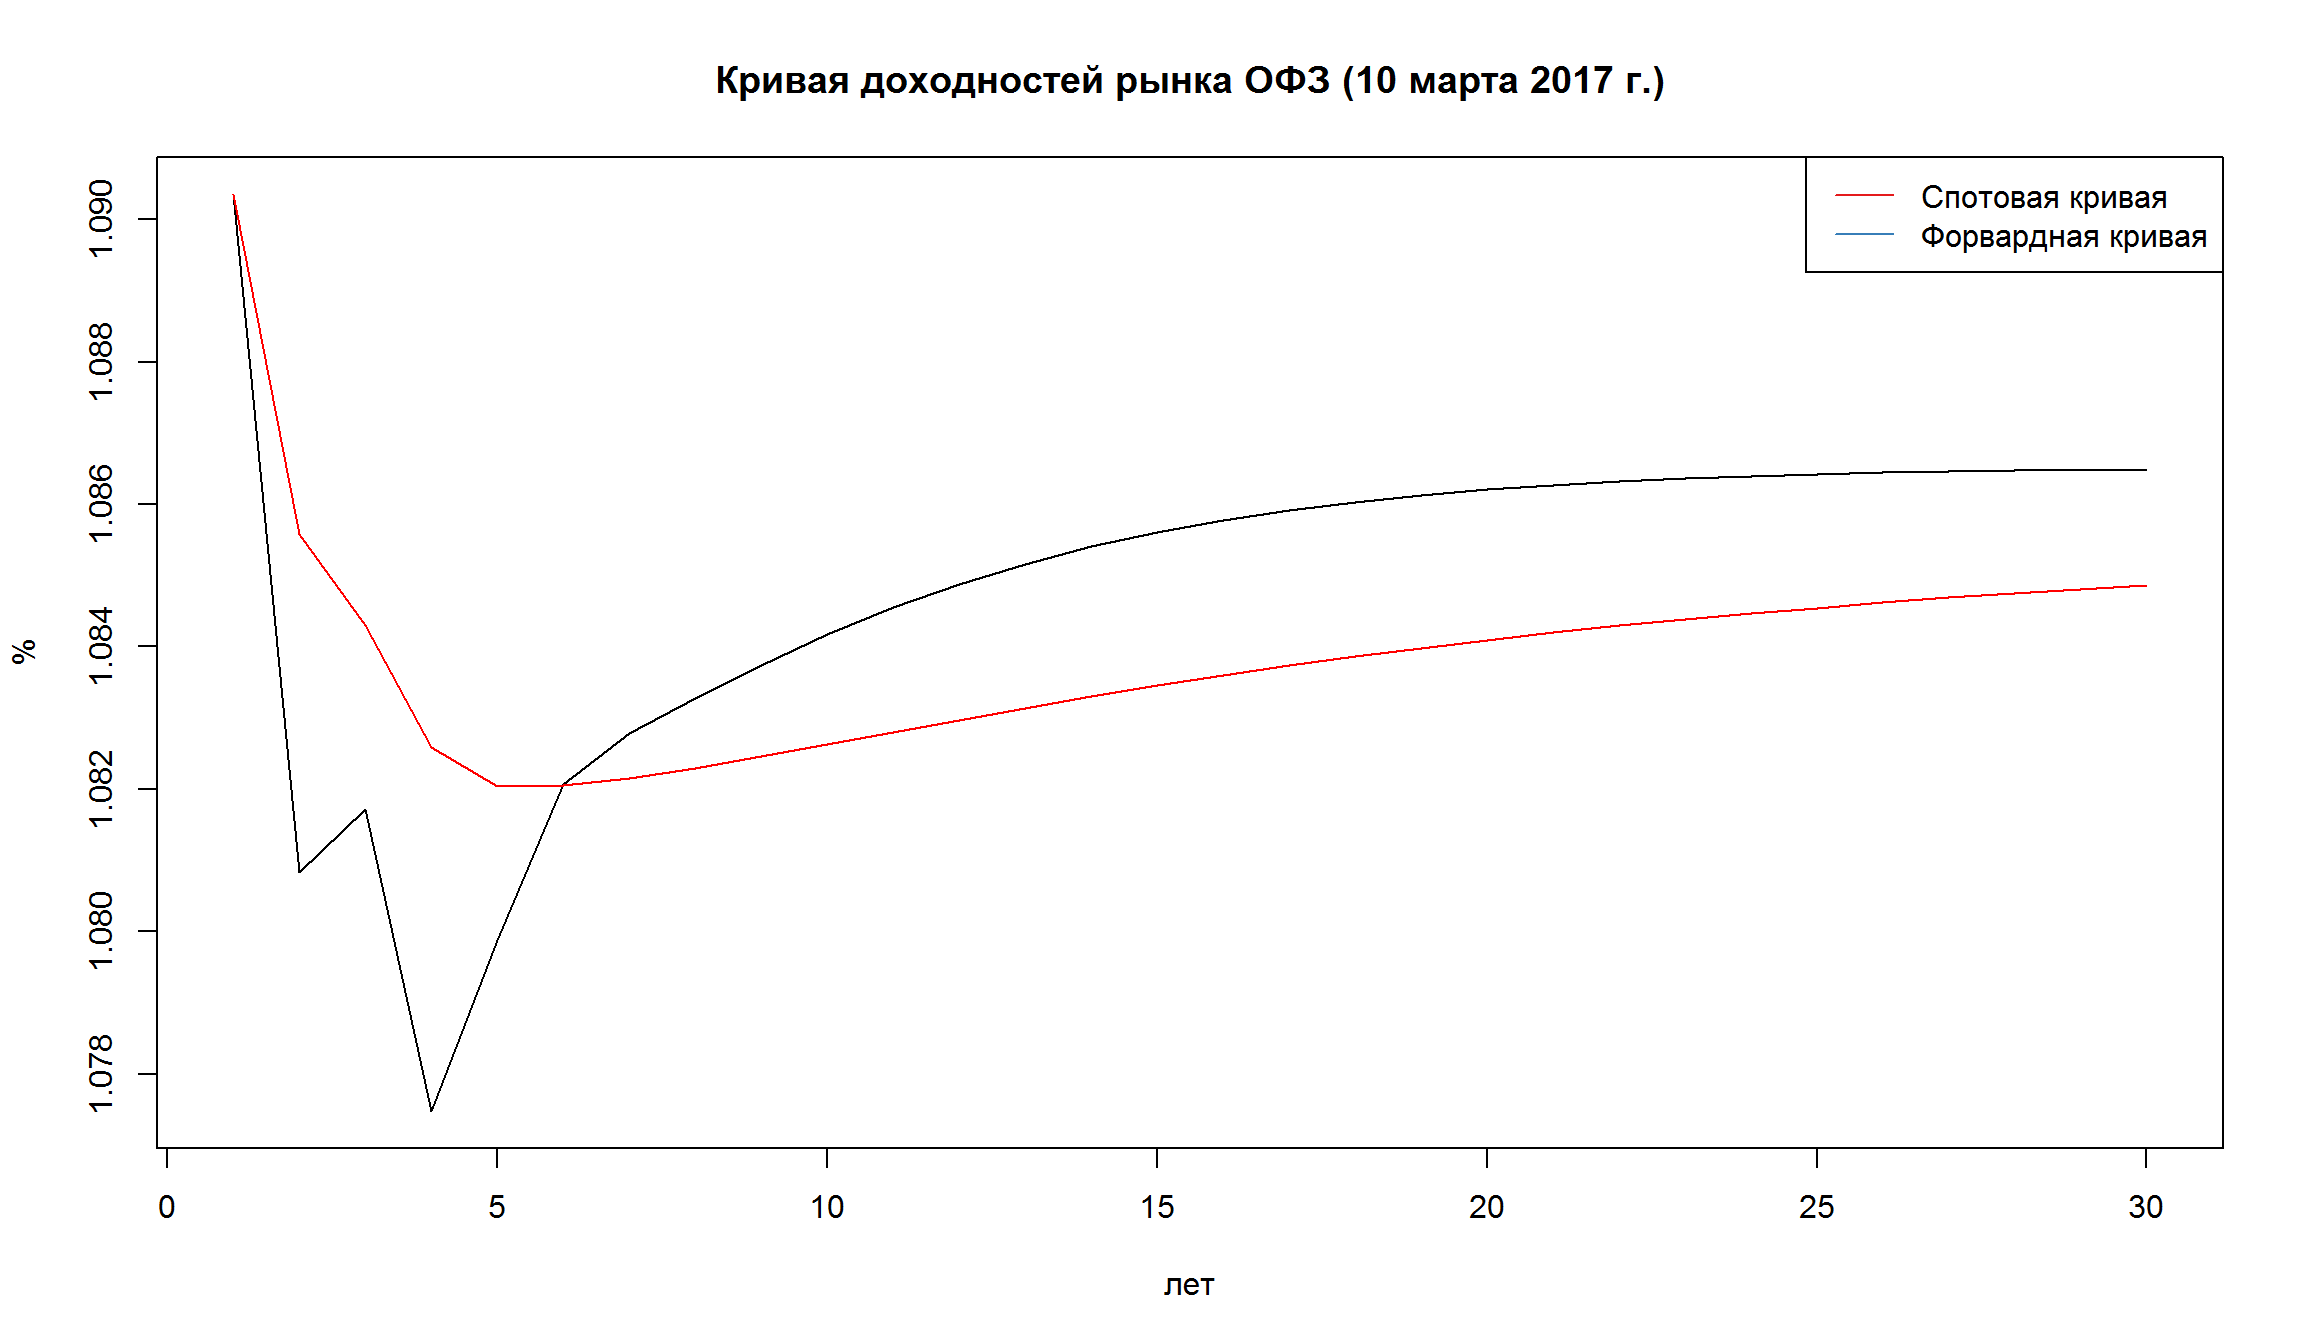 Кривая доходностей рынка ОФЗ (10 марта 2017 г.)
Спотовая кривая
Форвардная кривая
1.090
1.088
1.086
1.084
1.082
1.080
1.078
%
0 5 10 15 20 25 30
лет